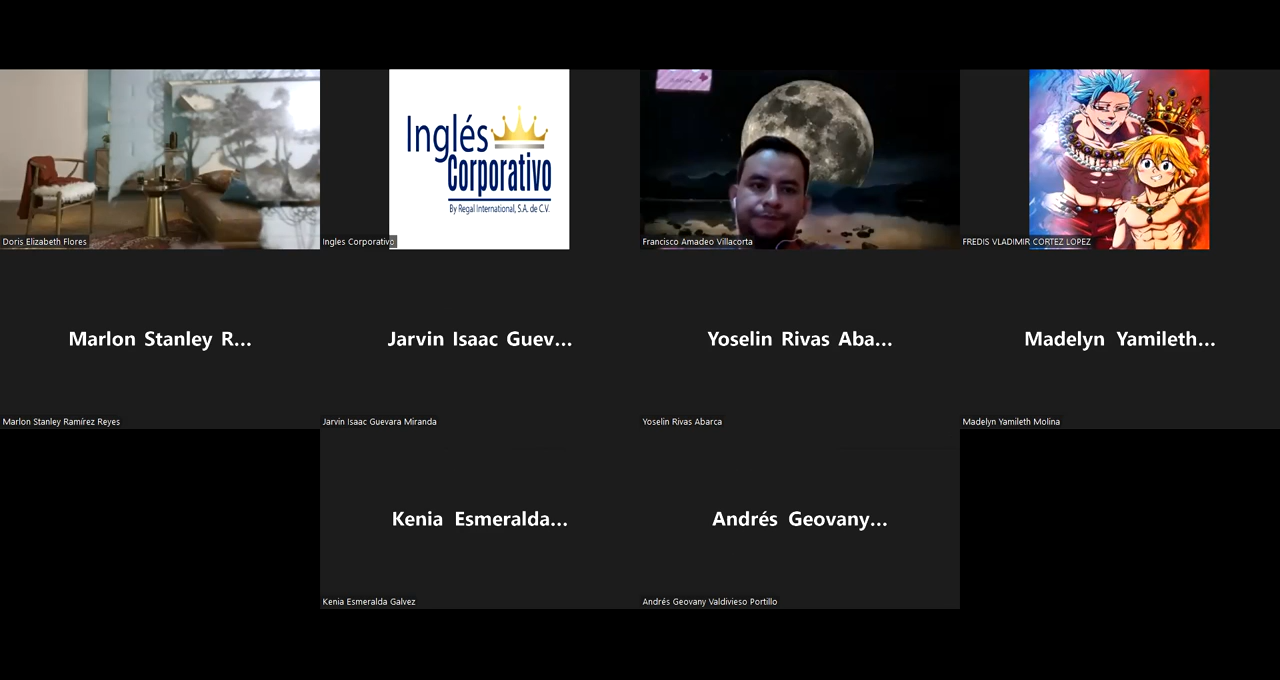 Inglés
Corporativo
By Regal International, S.A. de C.V.
Doris Elizabeth Flores
Ingles Corporativo
Francisco Amadeo Villacorta
FREDIS VLADIMIR CORTEZ LOPEZ
Marlon Stanley R...
Jarvin Isaac Guev...
Yoselin Rivas Aba...
Madelyn Yamileth...
Marlon Stanley Ramírez Reyes
Jarvin Isaac Guevara Miranda
Yoselin Rivas Abarca
Madelyn Yamileth Molina
Kenia Esmeralda...
Andrés Geovany...
Kenia Esmeralda Galvez
Andrés Geovany Valdivieso Portillo